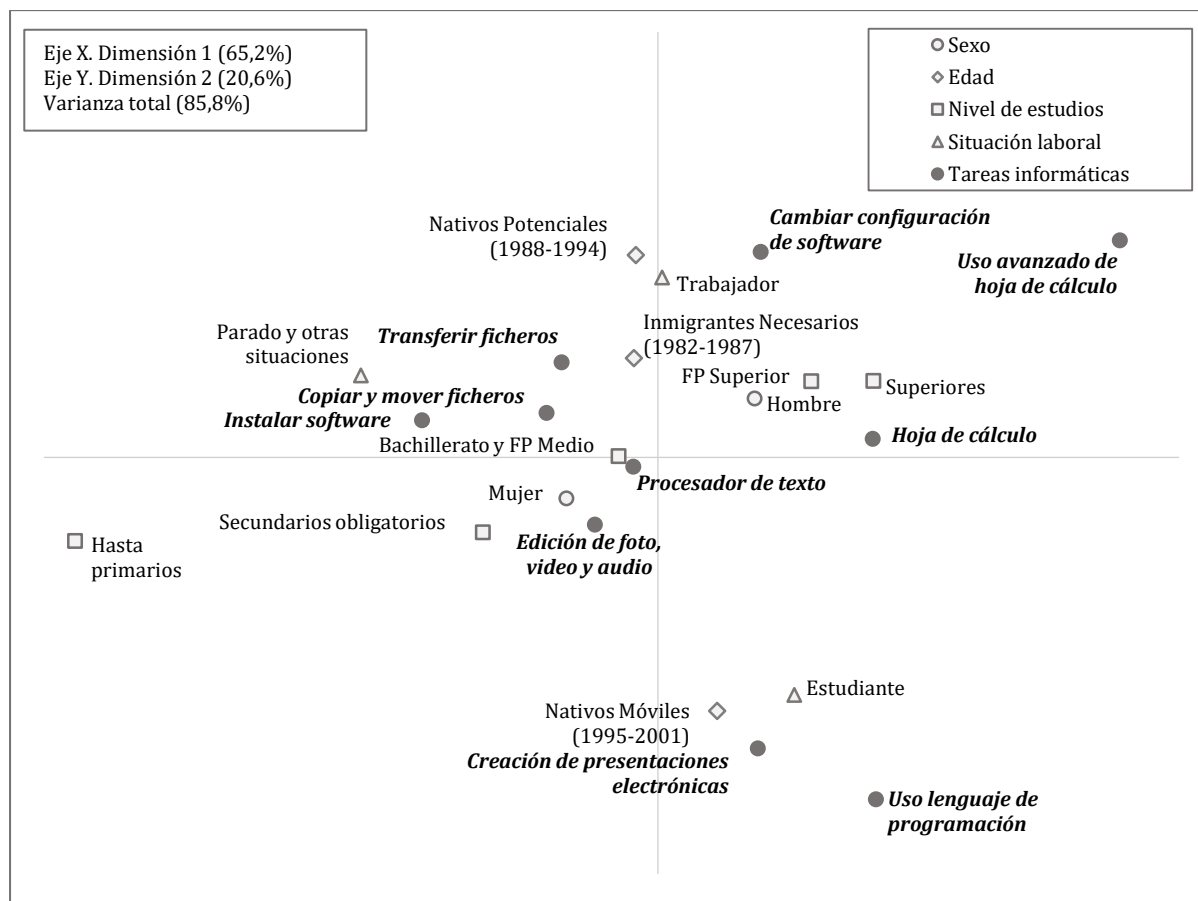 Eje X. Dimensión 1 (65,2%)
Eje Y. Dimensión 2 (20,6%)
Varianza total (85,8%)
Sexo
Edad
Nivel de estudios
Situación laboral
Tareas informáticas
Nativos Potenciales
(1988-1994)
Cambiar configuración
de software
Uso avanzado de
hoja de cálculo
Trabajador
Parado y otras
situaciones
Transferir ficheros
Inmigrantes Necesarios
(1982-1987)
FP Superior
Superiores
Hombre
Copiar y mover ficheros
Instalar software
Hoja de cálculo
Bachillerato y FP Medio
Procesador de texto
Mujer
Secundarios obligatorios
Edición de foto,
video y audio
Hasta
primarios
Estudiante
Nativos Móviles
(1995-2001)
Creación de presentaciones
electrónicas
Uso lenguaje de
programación